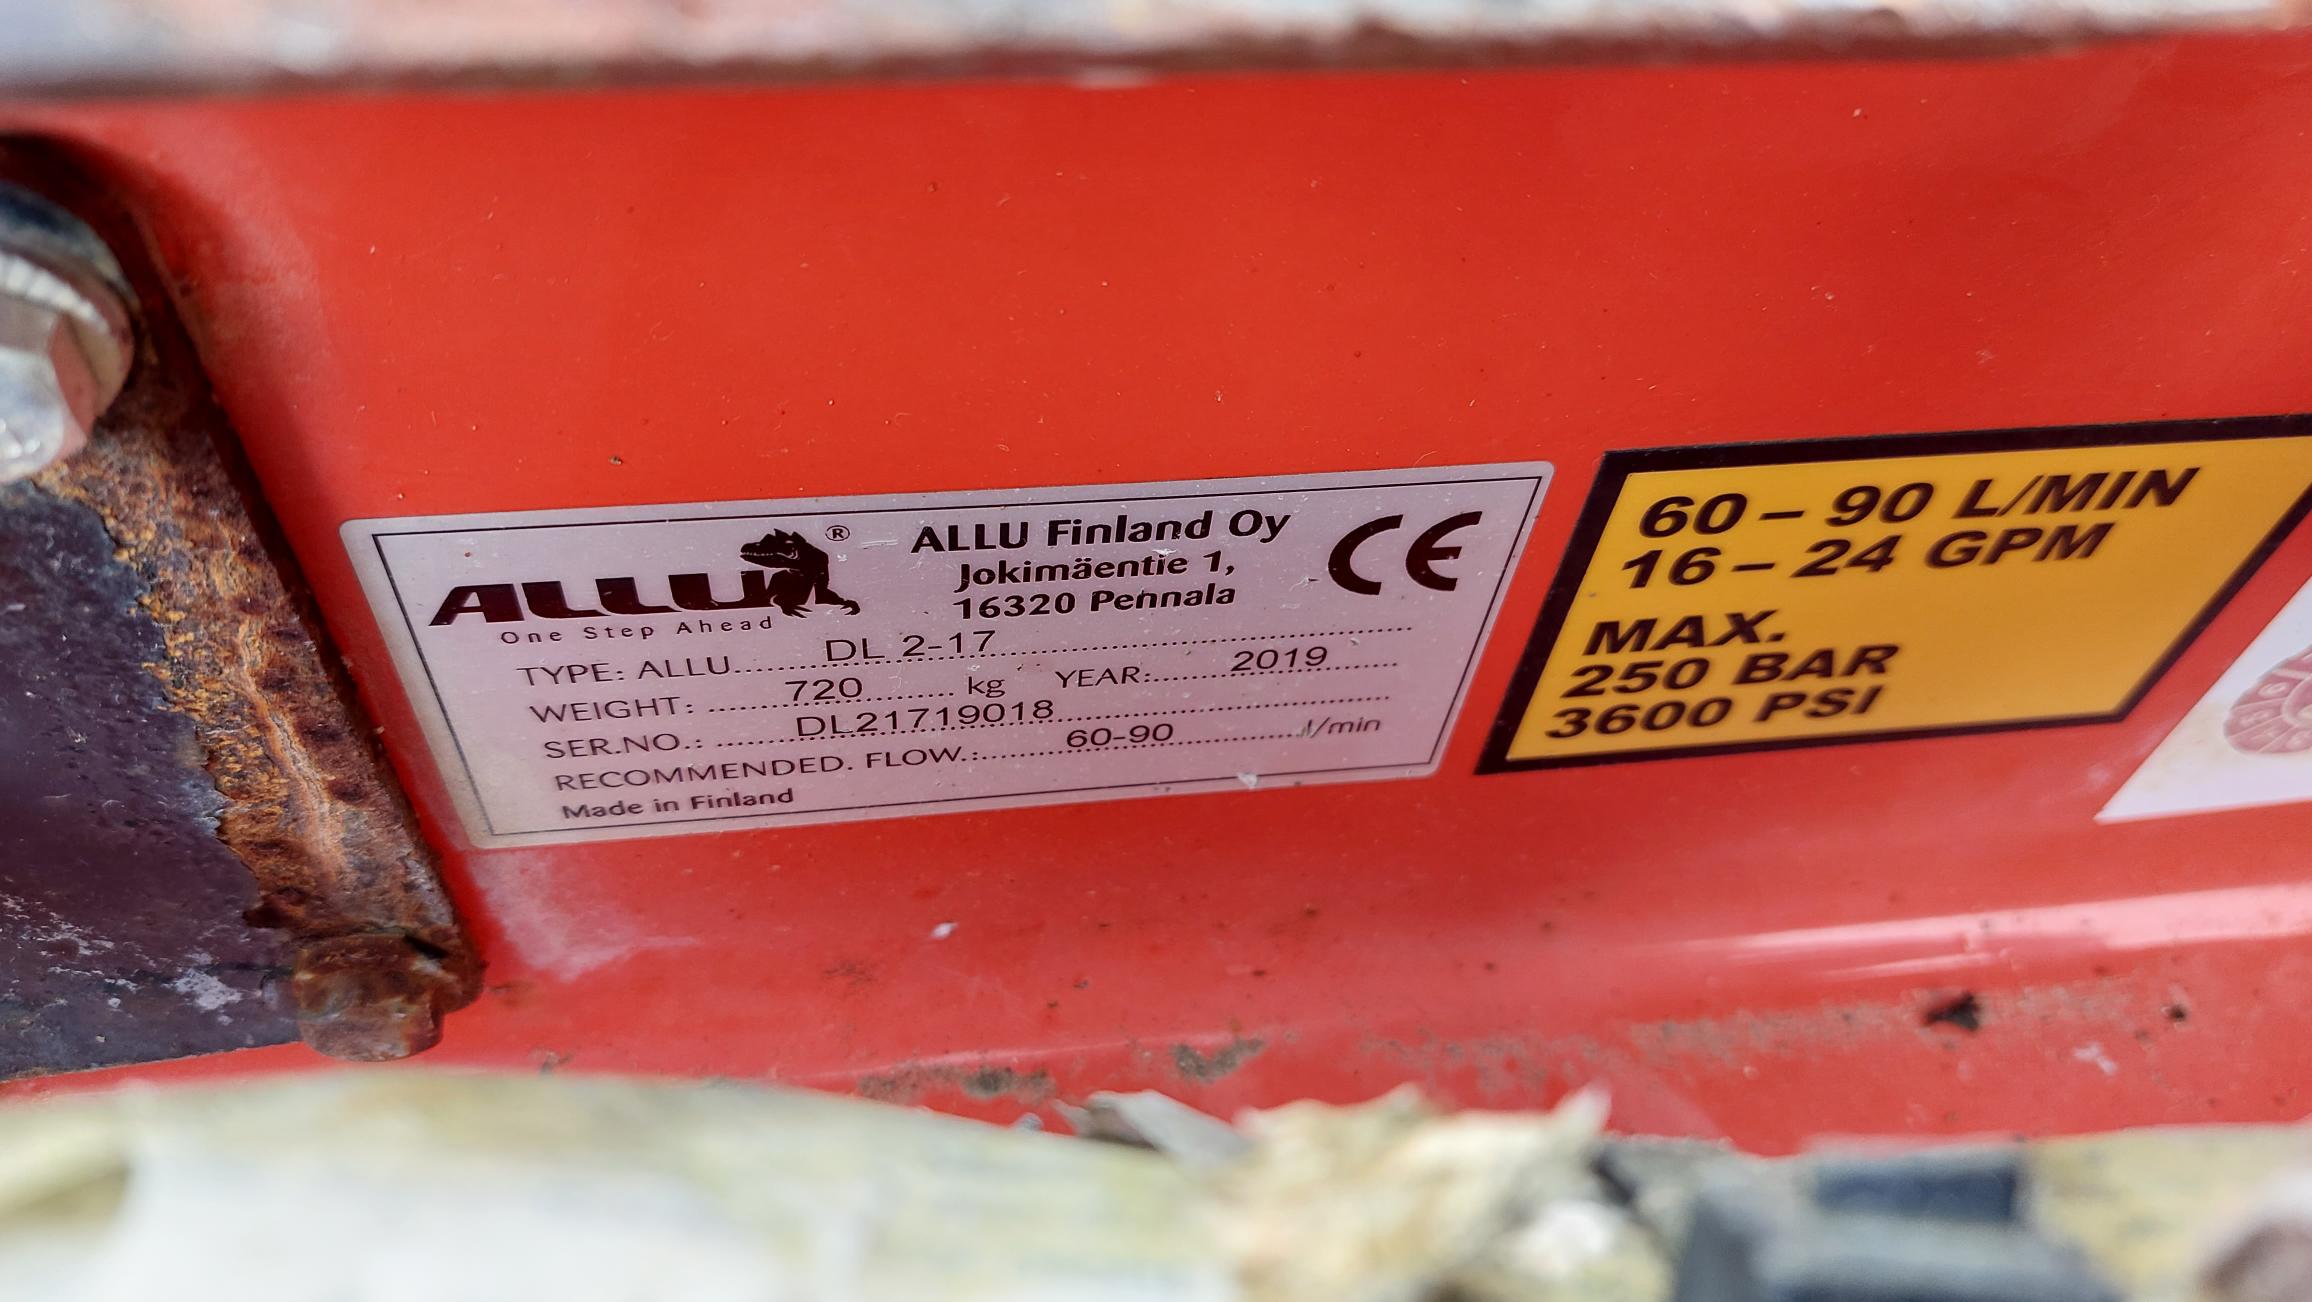 ALLU®
One Step Ahead
ALLU Finland Oy
Jokimäentie 1,
16320 Pennala
CE
TYPE: ALLU........DL 2-17
WEIGHT: ........720......... kg YEAR:........2019........
SER.NO.: ........DL21719018
RECOMMENDED. FLOW.:........60-90........l/min
Made in Finland
60 – 90 L/MIN
16 – 24 GPM
MAX.
250 BAR
3600 PSI